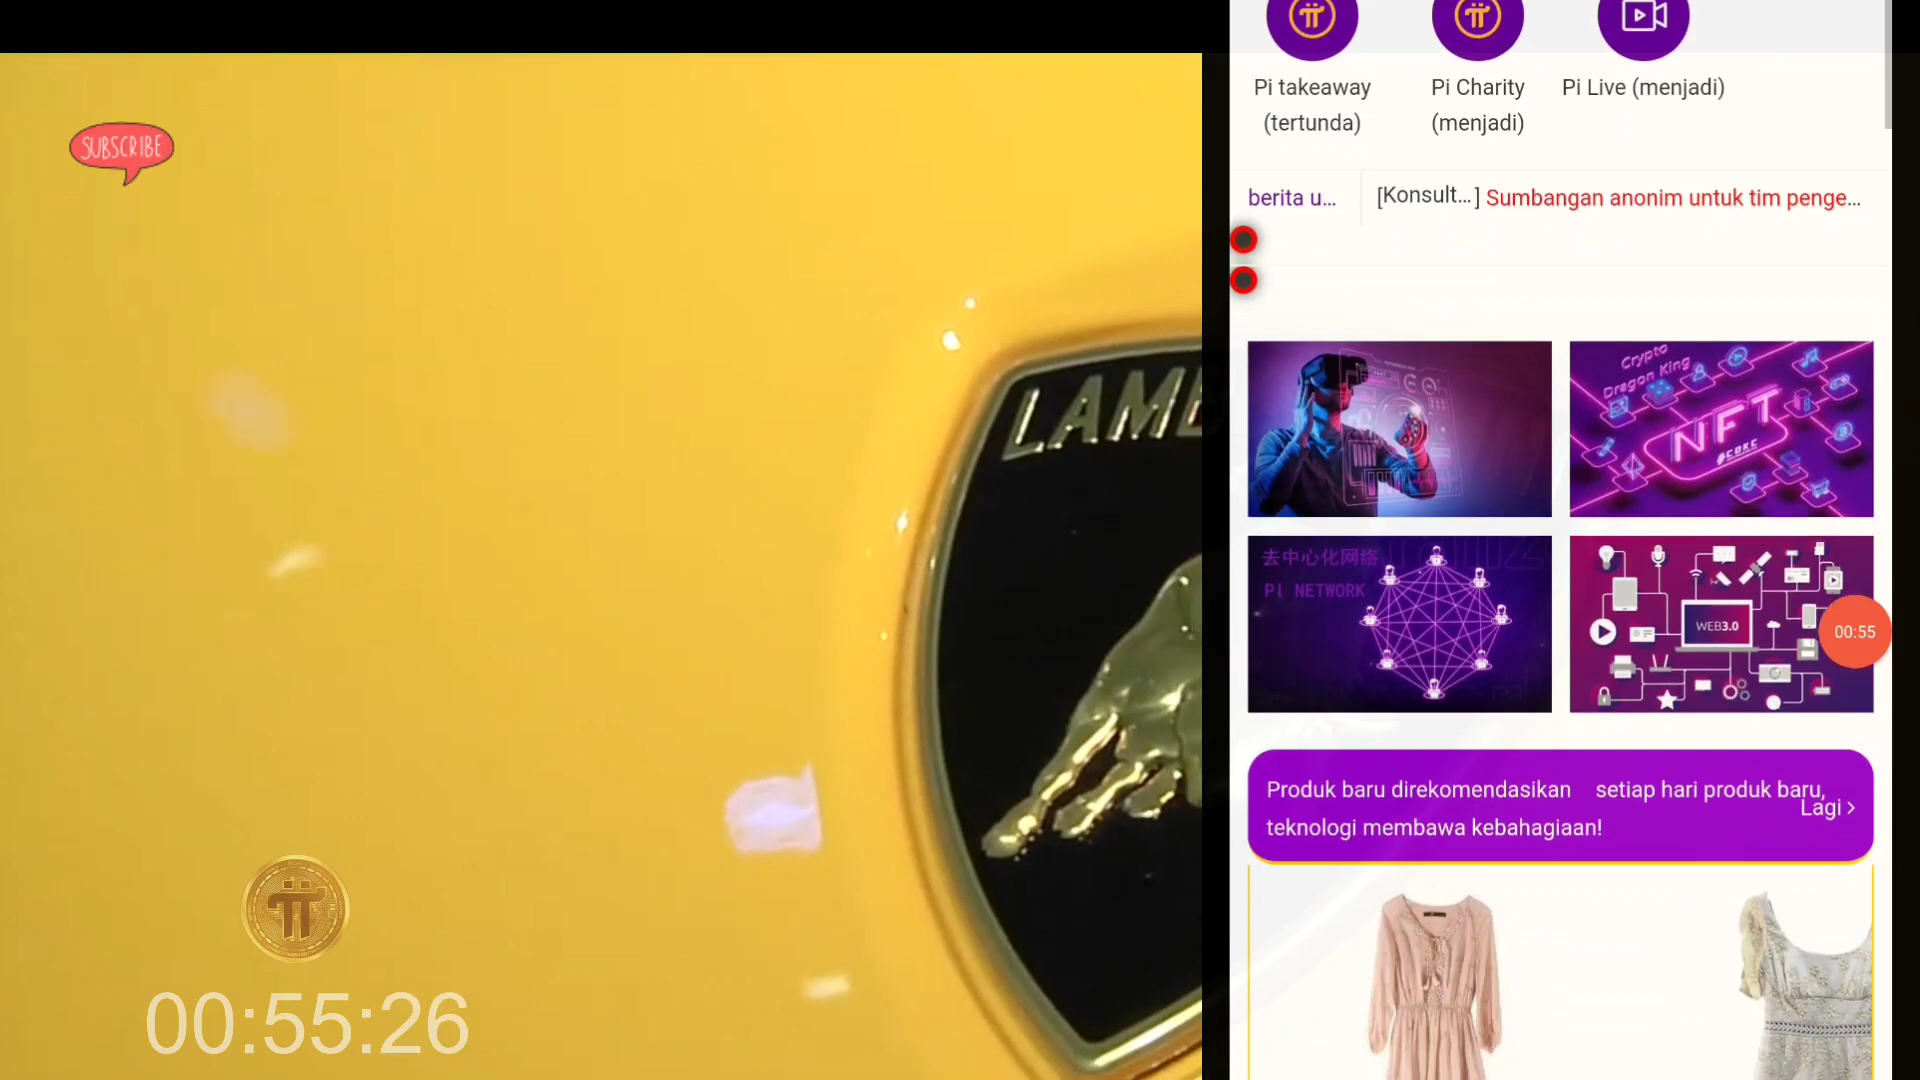 SUBSCRIBE
LAMB
00:55:26
Pi takeaway
(tertunda)
Pi Charity
(menjadi)
Pi Live (menjadi)
berita u...
[Konsult...] Sumbangan anonim untuk tim penge...
Crypto
Dragon King
NFT
去中心化网络
PI NETWORK
WEB3.0
00:55
Produk baru direkomendasikan setiap hari produk baru,
teknologi membawa kebahagiaan!
Lagi >